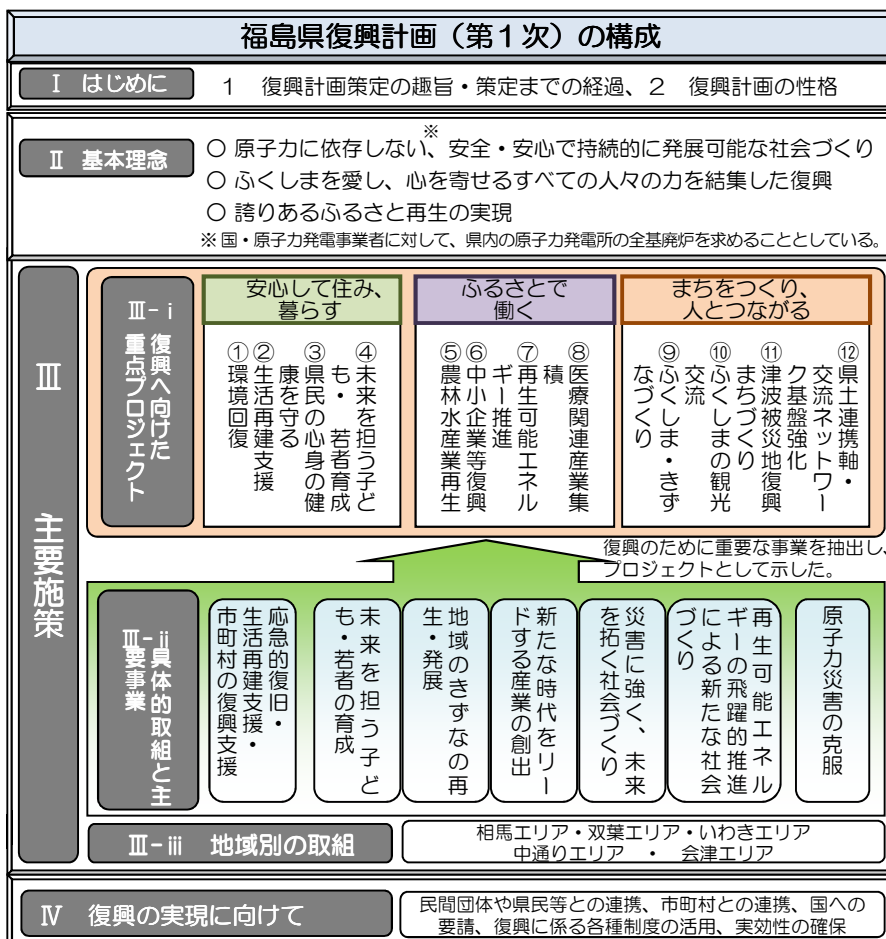 福島県復興計画（第１次）の構成
Ⅰ はじめに
１　復興計画策定の趣旨・策定までの経過、２　復興計画の性格
Ⅱ 基本理念
※
○ 原子力に依存しない、安全・安心で持続的に発展可能な社会づくり
○ ふくしまを愛し、心を寄せるすべての人々の力を結集した復興
○ 誇りあるふるさと再生の実現
※ 国・原子力発電事業者に対して、県内の原子力発電所の全基廃炉を求めることとしている。
Ⅲ
主要施策
Ⅲ-ⅰ
復興へ向けた
重点プロジェクト
安心して住み、
暮らす
①環境回復
②生活再建支援
③県民の心身の健
康を守る
④未来を担う子ど
も・若者育成
ふるさとで
働く
⑤農林水産業再生
⑥中小企業等復興
⑦再生可能エネル
ギー推進
⑧医療関連産業集
積
まちをつくり、
人とつながる
⑨ふくしま・きず
なづくり
⑩ふくしまの観光
交流
⑪津波被災地復興
まちづくり
⑫県土連携軸・
交流ネットワー
ク基盤強化
復興のために重要な事業を抽出し、
プロジェクトとして示した。
Ⅲ-ⅱ
具体的取組と主
要事業
応急的復旧・
生活再建支援・
市町村の復興支援
未来を担う子ど
も・若者の育成
地域のきずなの再
生・発展
新たな時代をリー
ドする産業の創出
災害に強く、未来
を拓く社会づくり
再生可能エネル
ギーの飛躍的推進
による新たな社会
づくり
原子力災害の克服
Ⅲ-ⅲ 地域別の取組
相馬エリア・双葉エリア・いわきエリア
中通りエリア ・ 会津エリア
Ⅳ 復興の実現に向けて
民間団体や県民等との連携、市町村との連携、国への
要請、復興に係る各種制度の活用、実効性の確保